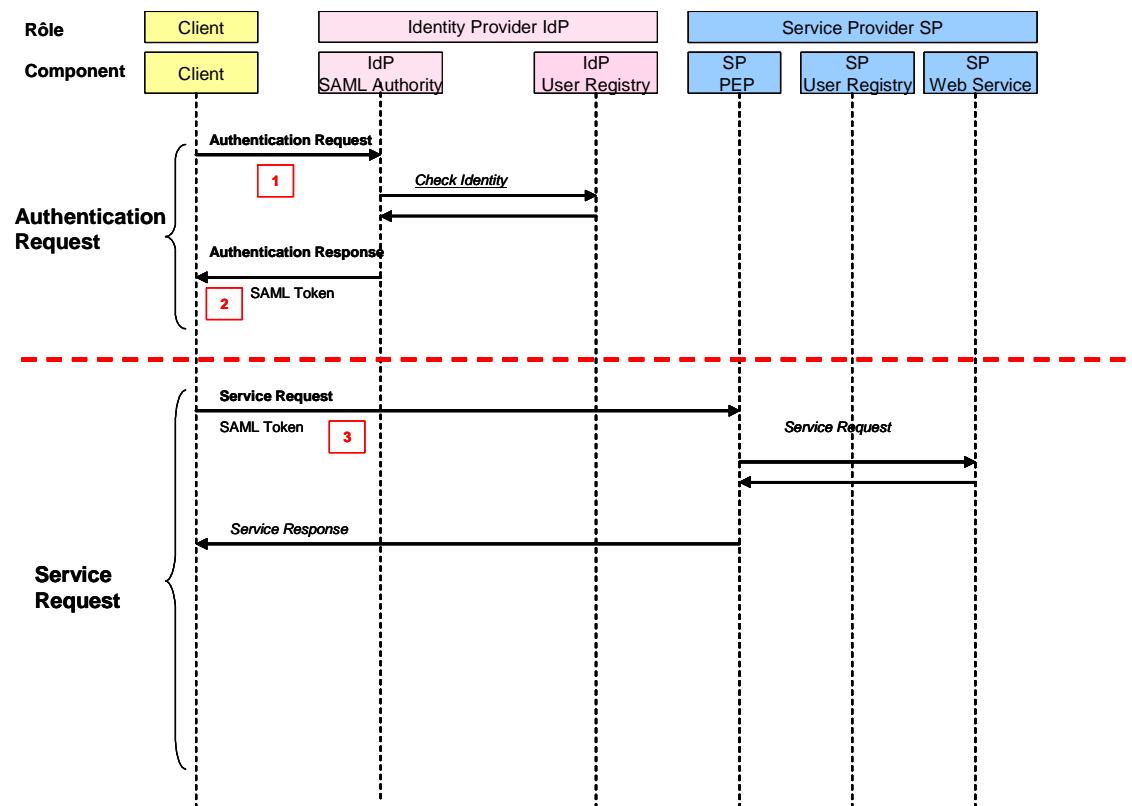 Rôle
Client
Identity Provider IdP
Service Provider SP
Component
Client
IdP
SAML Authority
IdP
User Registry
SP
PEP
SP
User Registry
SP
Web Service
Authentication Request
1
Check Identity
Authentication
Request
Authentication Response
2
SAML Token
Service Request
SAML Token
3
Service Request
Service Response
Service
Request